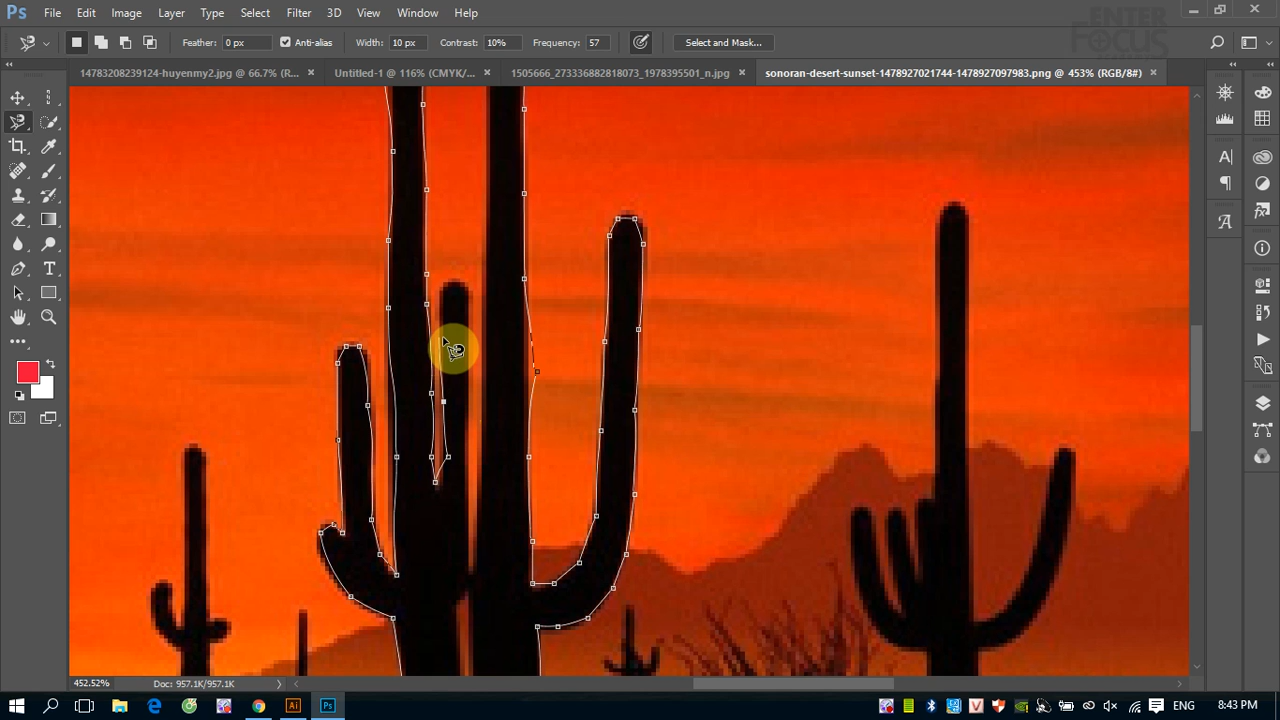 Ps File Edit Image Layer Type Select Filter 3D View Window Help
ENTER
FOCUS
Feather: 0 px Anti-alias Width: 10 px Contrast: 10% Frequency: 57 Select and Mask...
14783208239124-huyenmy2.jpg @ 66.7% (R... × Untitled-1 @ 116% (CMYK/... × 1505666_273336882818073_1978395501_n.jpg × sonoran-desert-sunset-1478927021744-1478927097983.png @ 453% (RGB/8#) ×
452.52% Doc: 957.1K/957.1K
ENG 8:43 PM